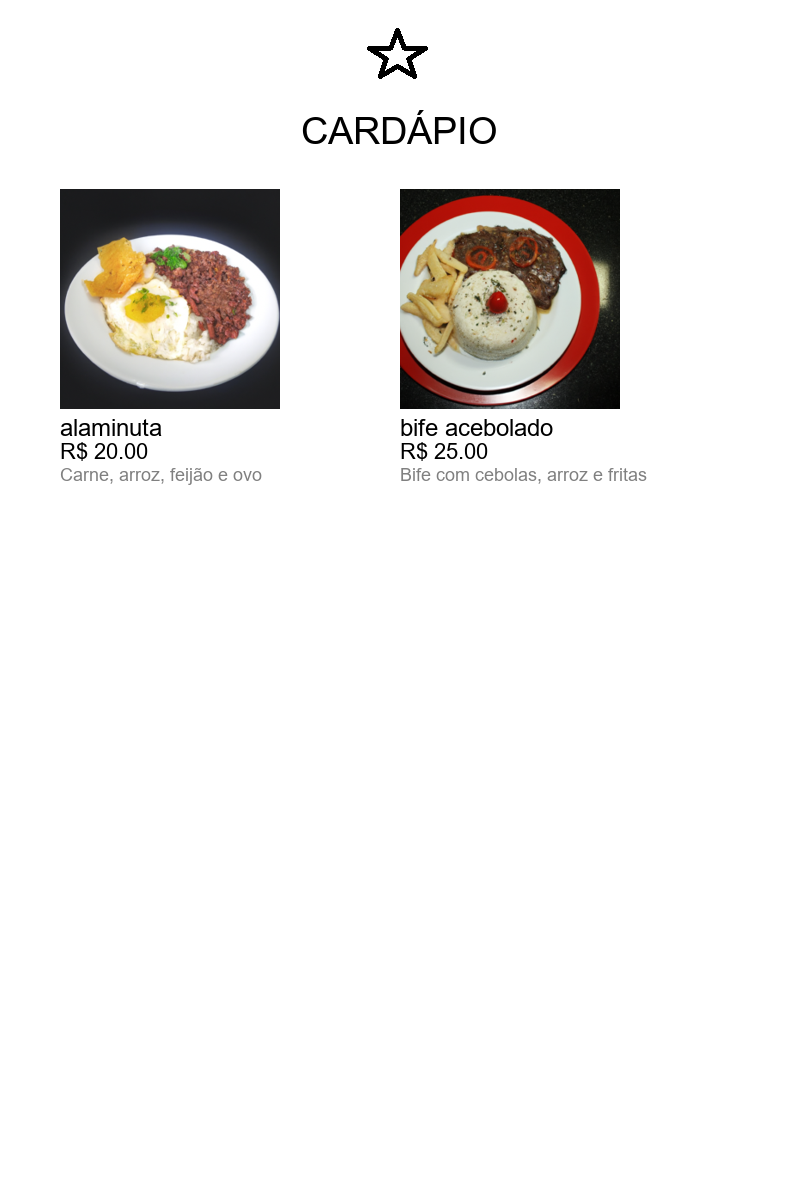 CARDÁPIO
alaminuta
R$ 20.00
Carne, arroz, feijão e ovo
bife acebolado
R$ 25.00
Bife com cebolas, arroz e fritas